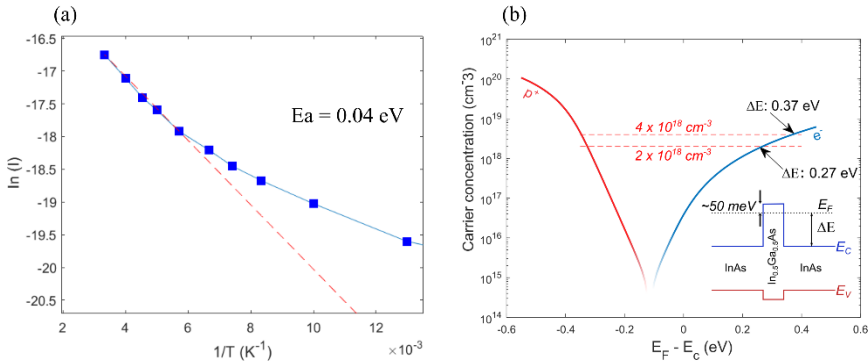 (a)
-16.5
-17
-17.5
-18
-18.5
-19
-19.5
-20
-20.5
ln (I)
Ea = 0.04 eV
2
4
6
8
10
12
×10⁻³
1/T (K⁻¹)
(b)
10²¹
10²⁰
10¹⁹
10¹⁸
10¹⁷
10¹⁶
10¹⁵
10¹⁴
Carrier concentration (cm⁻³)
p⁺
4 x 10¹⁸ cm⁻³
2 x 10¹⁸ cm⁻³
ΔE: 0.37 eV
e⁻
ΔE: 0.27 eV
~50 meV
E_F
ΔE
E_C
InAs
In₀.₅Ga₀.₅As
InAs
E_V
-0.6
-0.4
-0.2
0
0.2
0.4
0.6
E_F - E_c (eV)